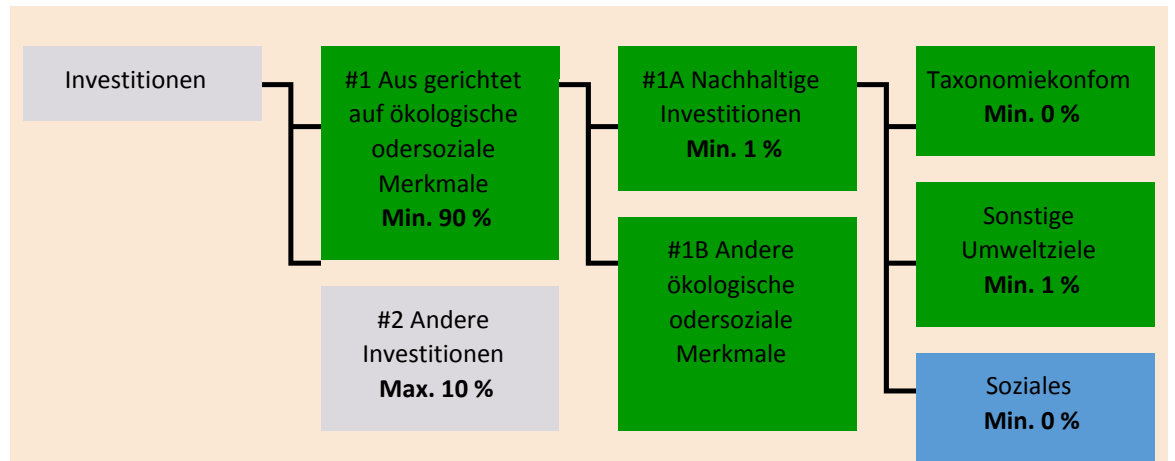 Investitionen
#1 Aus gerichtet
auf ökologische
odersoziale
Merkmale
Min. 90 %
#2 Andere
Investitionen
Max. 10 %
#1A Nachhaltige
Investitionen
Min. 1 %
#1B Andere
ökologische
odersoziale
Merkmale
Taxonomiekonfom
Min. 0 %
Sonstige
Umweltziele
Min. 1 %
Soziales
Min. 0 %